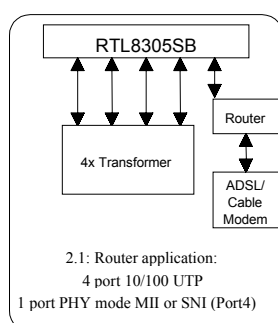 RTL8305SB
Router
4x Transformer
ADSL/
Cable
Modem
2.1: Router application:
4 port 10/100 UTP
1 port PHY mode MII or SNI (Port4)